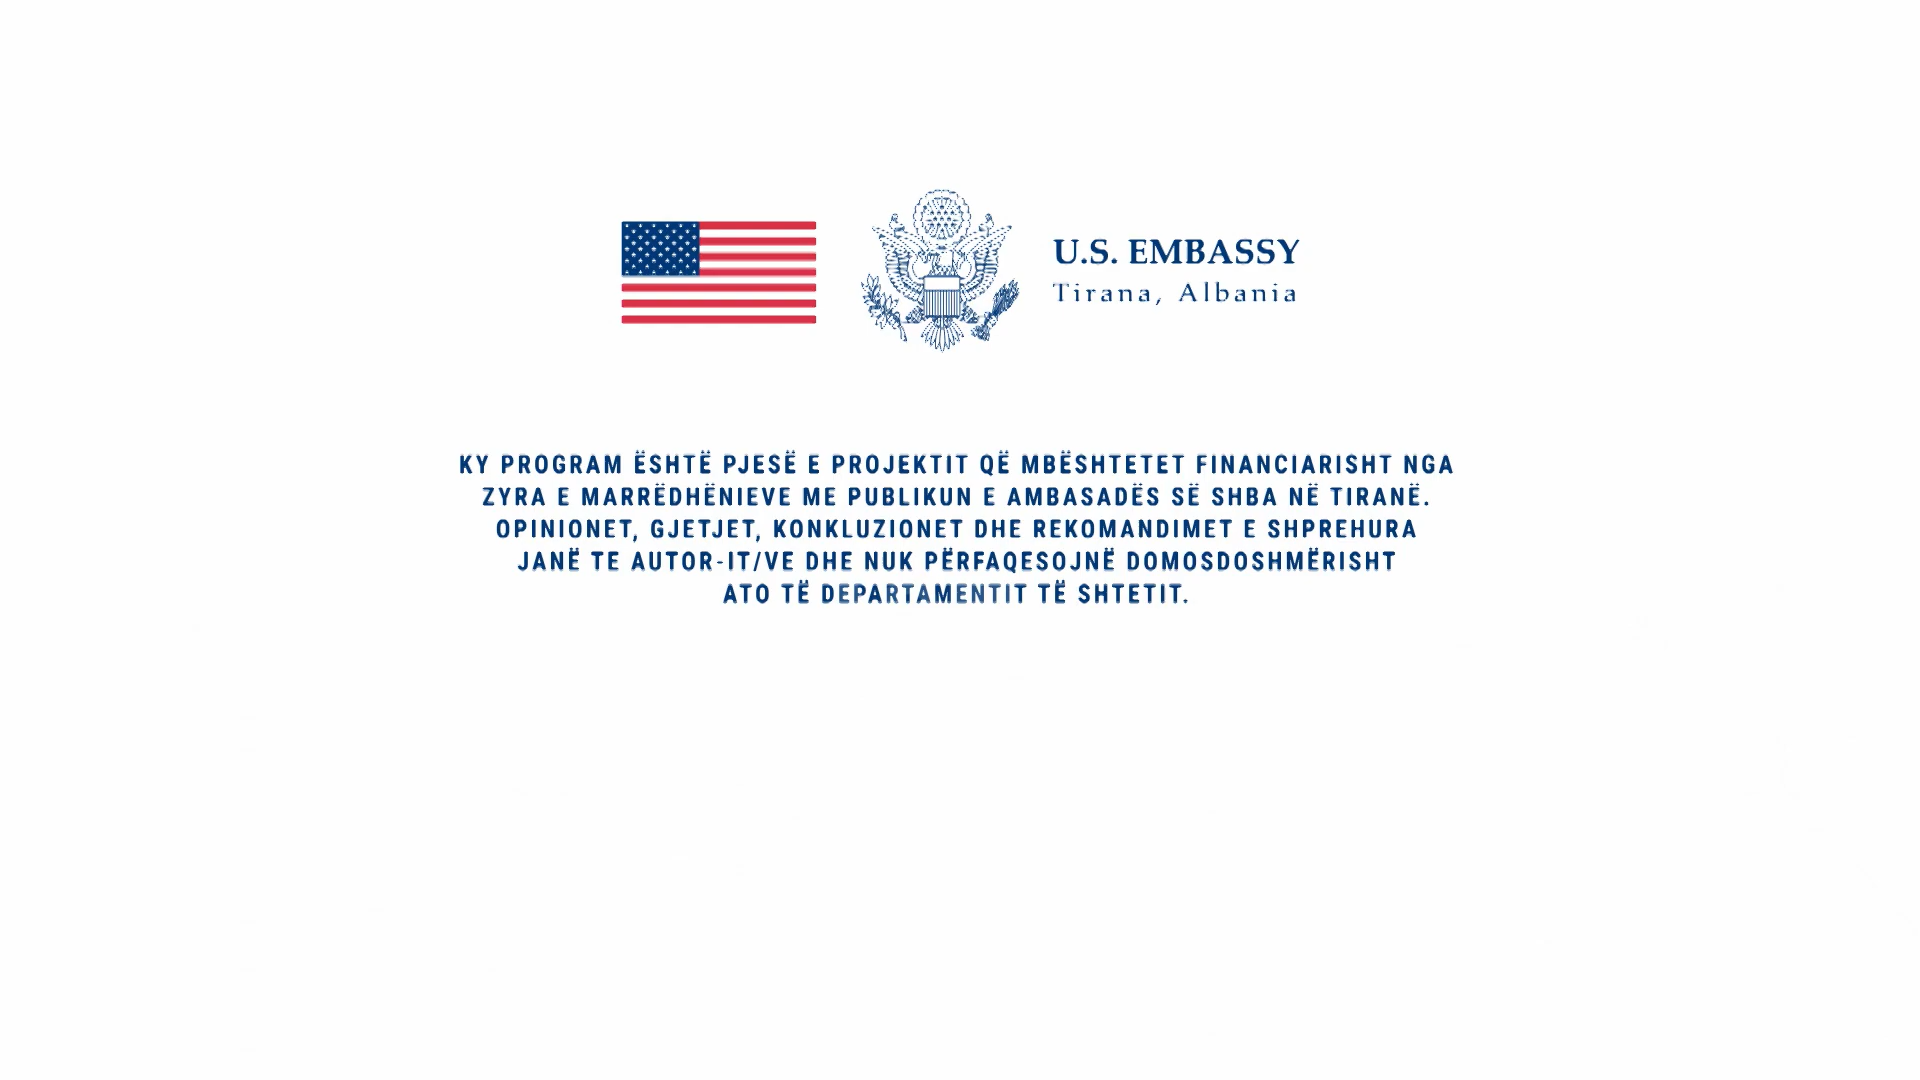 U.S. EMBASSY
Tirana, Albania
KY PROGRAM ËSHTË PJESË E PROJEKTIT QË MBËSHTETET FINANCIARISHT NGA
ZYRA E MARRËDHËNIEVE ME PUBLIKUN E AMBASADËS SË SHBA NË TIRANË.
OPINIONET, GJETJET, KONKLUZIONET DHE REKOMANDIMET E SHPREHURA
JANË TE AUTOR-IT/VE DHE NUK PËRFAQESOJNË DOMOSDOSHMËRISHT
ATO TË DEPARTAMENTIT TË SHTETIT.